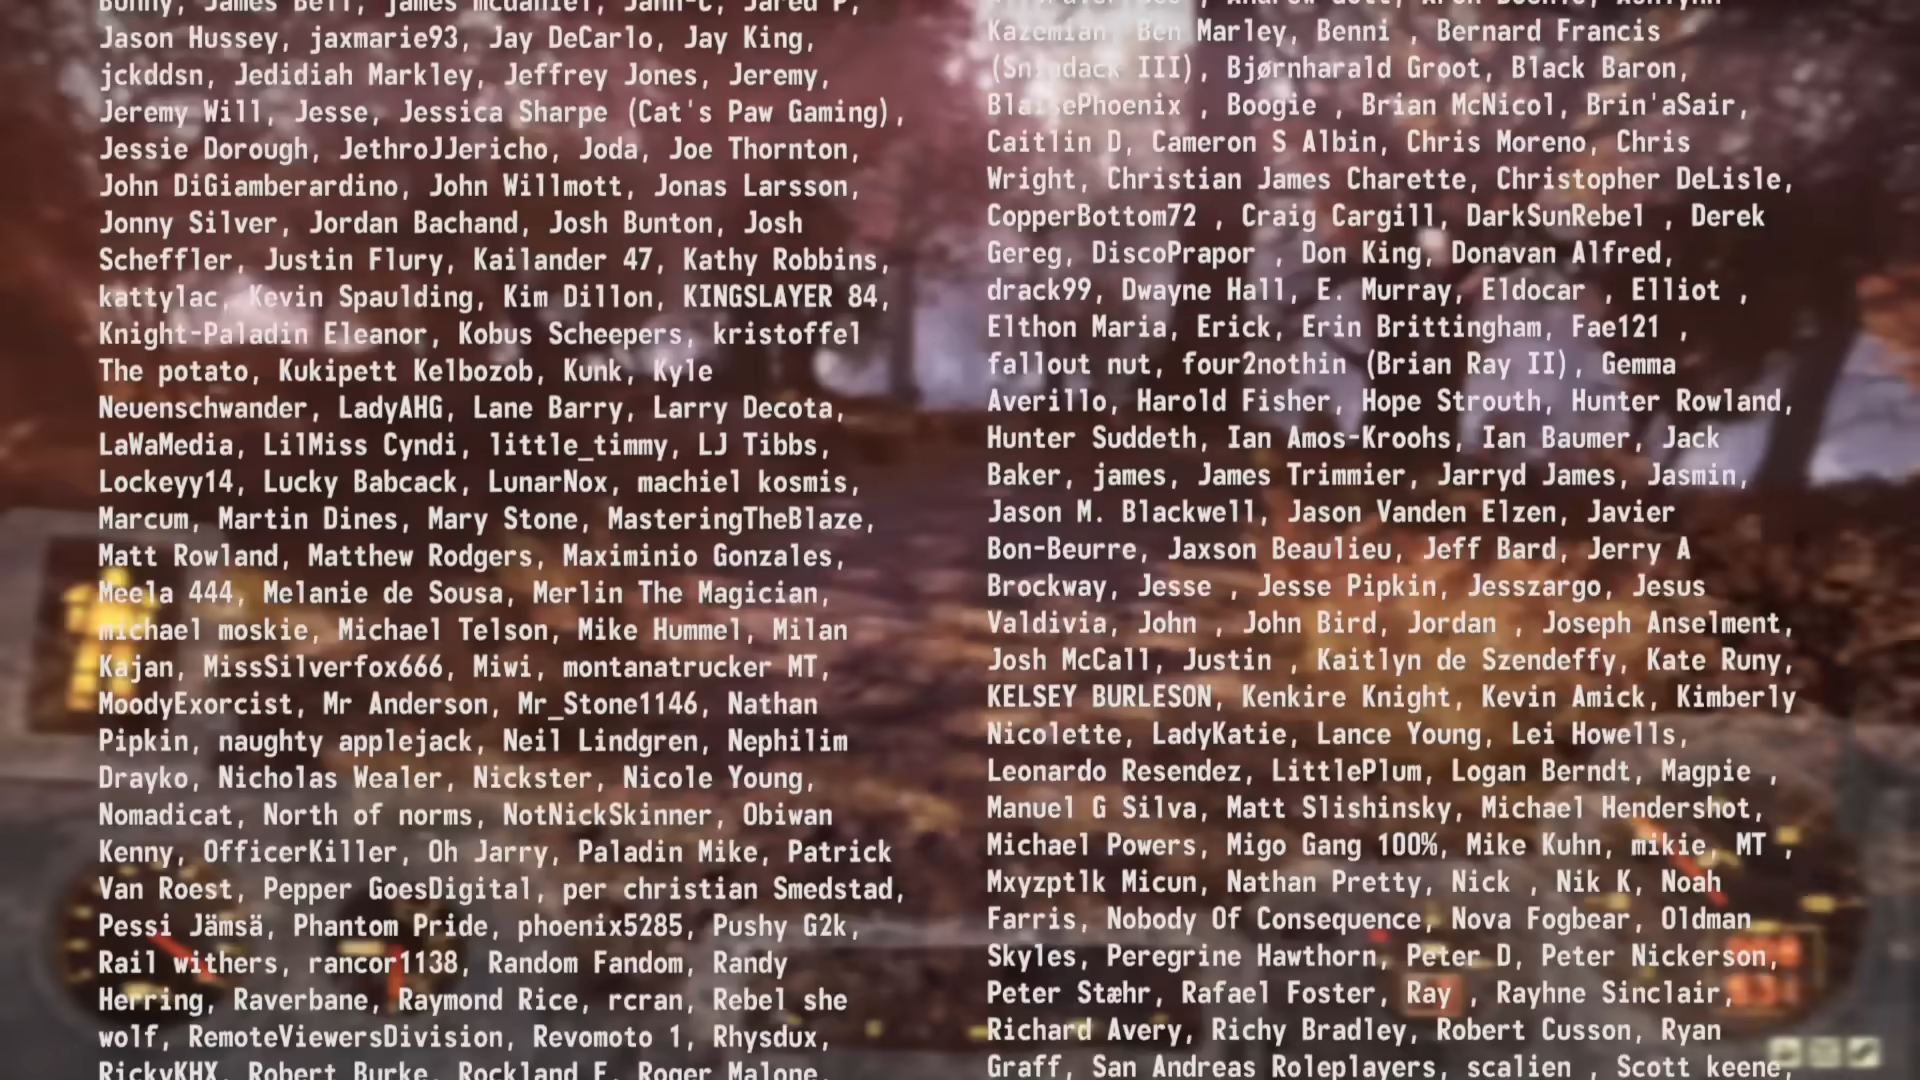 Bunny, James Bell, james mcdaniel, Jann-C, Jared P,
Jason Hussey, jaxmarie93, Jay DeCarlo, Jay King,
jckddsn, Jedidiah Markley, Jeffrey Jones, Jeremy,
Jeremy Will, Jesse, Jessica Sharpe (Cat's Paw Gaming),
Jessie Dorough, JethroJJericho, Joda, Joe Thornton,
John DiGiamberardino, John Willmott, Jonas Larsson,
Jonny Silver, Jordan Bachand, Josh Bunton, Josh
Scheffler, Justin Flury, Kailander 47, Kathy Robbins,
kattylac, Kevin Spaulding, Kim Dillon, KINGSLAYER 84,
Knight-Paladin Eleanor, Kobus Scheepers, kristoffel
The potato, Kukipett Kelbozob, Kunk, Kyle
Neuenschwander, LadyAHG, Lane Barry, Larry Decota,
LaWaMedia, LilMiss Cyndi, little_timmy, LJ Tibbs,
Lockeyy14, Lucky Babcack, LunarNox, machiel kosmis,
Marcum, Martin Dines, Mary Stone, MasteringTheBlaze,
Matt Rowland, Matthew Rodgers, Maximinio Gonzales,
Meela 444, Melanie de Sousa, Merlin The Magician,
michael moskie, Michael Telson, Mike Hummel, Milan
Kajan, MissSilverfox666, Miwi, montanatrucker MT,
MoodyExorcist, Mr Anderson, Mr_Stone1146, Nathan
Pipkin, naughty applejack, Neil Lindgren, Nephilim
Drayko, Nicholas Wealer, Nickster, Nicole Young,
Nomadicat, North of norms, NotNickSkinner, Obiwan
Kenny, OfficerKiller, Oh Jarry, Paladin Mike, Patrick
Van Roest, Pepper GoesDigital, per christian Smedstad,
Pessi Jämsä, Phantom Pride, phoenix5285, Pushy G2k,
Rail withers, rancor1138, Random Fandom, Randy
Herring, Raverbane, Raymond Rice, rcran, Rebel she
wolf, RemoteViewersDivision, Revomoto 1, Rhysdux,
RickyKHX, Robert Burke, Rockland F, Roger Malone,
Kazemian, Ben Marley, Benni , Bernard Francis
III), Bjørnharald Groot, Black Baron,
BlaisePhoenix , Boogie , Brian McNicol, Brin'aSair,
Caitlin D, Cameron S Albin, Chris Moreno, Chris
Wright, Christian James Charette, Christopher DeLisle,
CopperBottom72 , Craig Cargill, DarkSunRebel , Derek
Gereg, DiscoPrapor , Don King, Donavan Alfred,
drack99, Dwayne Hall, E. Murray, Eldocar , Elliot ,
Elthon Maria, Erick, Erin Brittingham, Fae121 ,
fallout nut, four2nothin (Brian Ray II), Gemma
Averillo, Harold Fisher, Hope Strouth, Hunter Rowland,
Hunter Suddeth, Ian Amos-Kroohs, Ian Baumer, Jack
Baker, james, James Trimmier, Jarryd James, Jasmin,
Jason M. Blackwell, Jason Vanden Elzen, Javier
Bon-Beurre, Jaxson Beaulieu, Jeff Bard, Jerry A
Brockway, Jesse , Jesse Pipkin, Jesszargo, Jesus
Valdivia, John , John Bird, Jordan , Joseph Anselment,
Josh McCall, Justin , Kaitlyn de Szendeffy, Kate Runy,
KELSEY BURLESON, Kenkire Knight, Kevin Amick, Kimberly
Nicolette, LadyKatie, Lance Young, Lei Howells,
Leonardo Resendez, LittlePlum, Logan Berndt, Magpie ,
Manuel G Silva, Matt Slishinsky, Michael Hendershot,
Michael Powers, Migo Gang 100%, Mike Kuhn, mikie, MT ,
Mxyzptlk Micun, Nathan Pretty, Nick , Nik K, Noah
Farris, Nobody Of Consequence, Nova Fogbear, Oldman
Skyles, Peregrine Hawthorn, Peter D, Peter Nickerson,
Peter Stæhr, Rafael Foster, Ray , Rayhne Sinclair,
Richard Avery, Richy Bradley, Robert Cusson, Ryan
Graff, San Andreas Roleplayers, scalien , Scott keene,